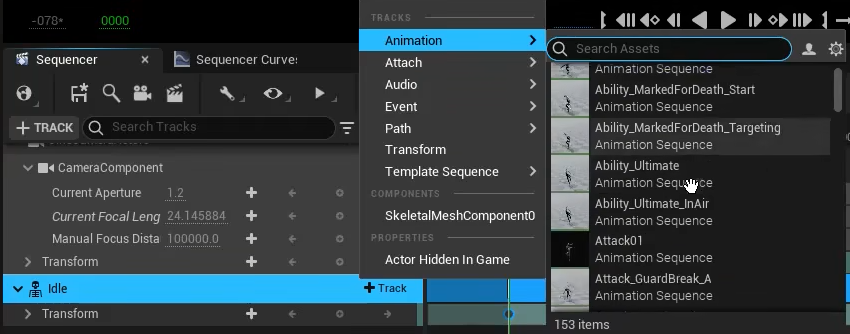 -078*
0000
TRACKS
Animation
Attach
Audio
Event
Path
Transform
Template Sequence
COMPONENTS
SkeletalMeshComponent0
PROPERTIES
Actor Hidden In Game
Sequencer
Sequencer Curves
TRACK
Search Tracks
CameraComponent
Current Aperture 1.2
Current Focal Leng 24.145884
Manual Focus Dista 100000.0
Transform
Idle
Track
Transform
Search Assets
Animation Sequence
Ability_MarkedForDeath_Start
Animation Sequence
Ability_MarkedForDeath_Targeting
Animation Sequence
Ability_Ultimate
Animation Sequence
Ability_Ultimate_InAir
Animation Sequence
Attack01
Animation Sequence
Attack_GuardBreak_A
Animation Sequence
153 items